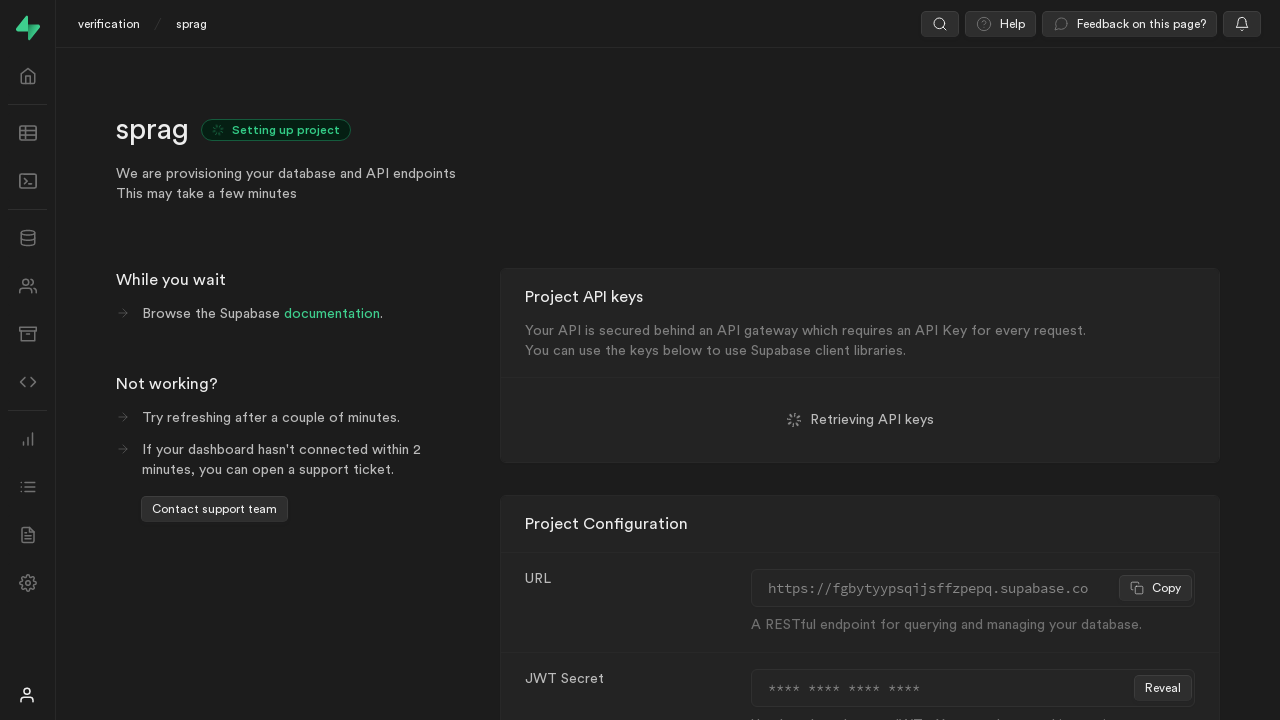 verification / sprag
Help
Feedback on this page?
sprag
Setting up project
We are provisioning your database and API endpoints
This may take a few minutes
While you wait
Browse the Supabase documentation.
Not working?
Try refreshing after a couple of minutes.
If your dashboard hasn't connected within 2
minutes, you can open a support ticket.
Contact support team
Project API keys
Your API is secured behind an API gateway which requires an API Key for every request.
You can use the keys below to use Supabase client libraries.
Retrieving API keys
Project Configuration
URL
https://fgbytyypsqijsffzpepq.supabase.co
Copy
A RESTful endpoint for querying and managing your database.
JWT Secret
**** **** **** ****
Reveal